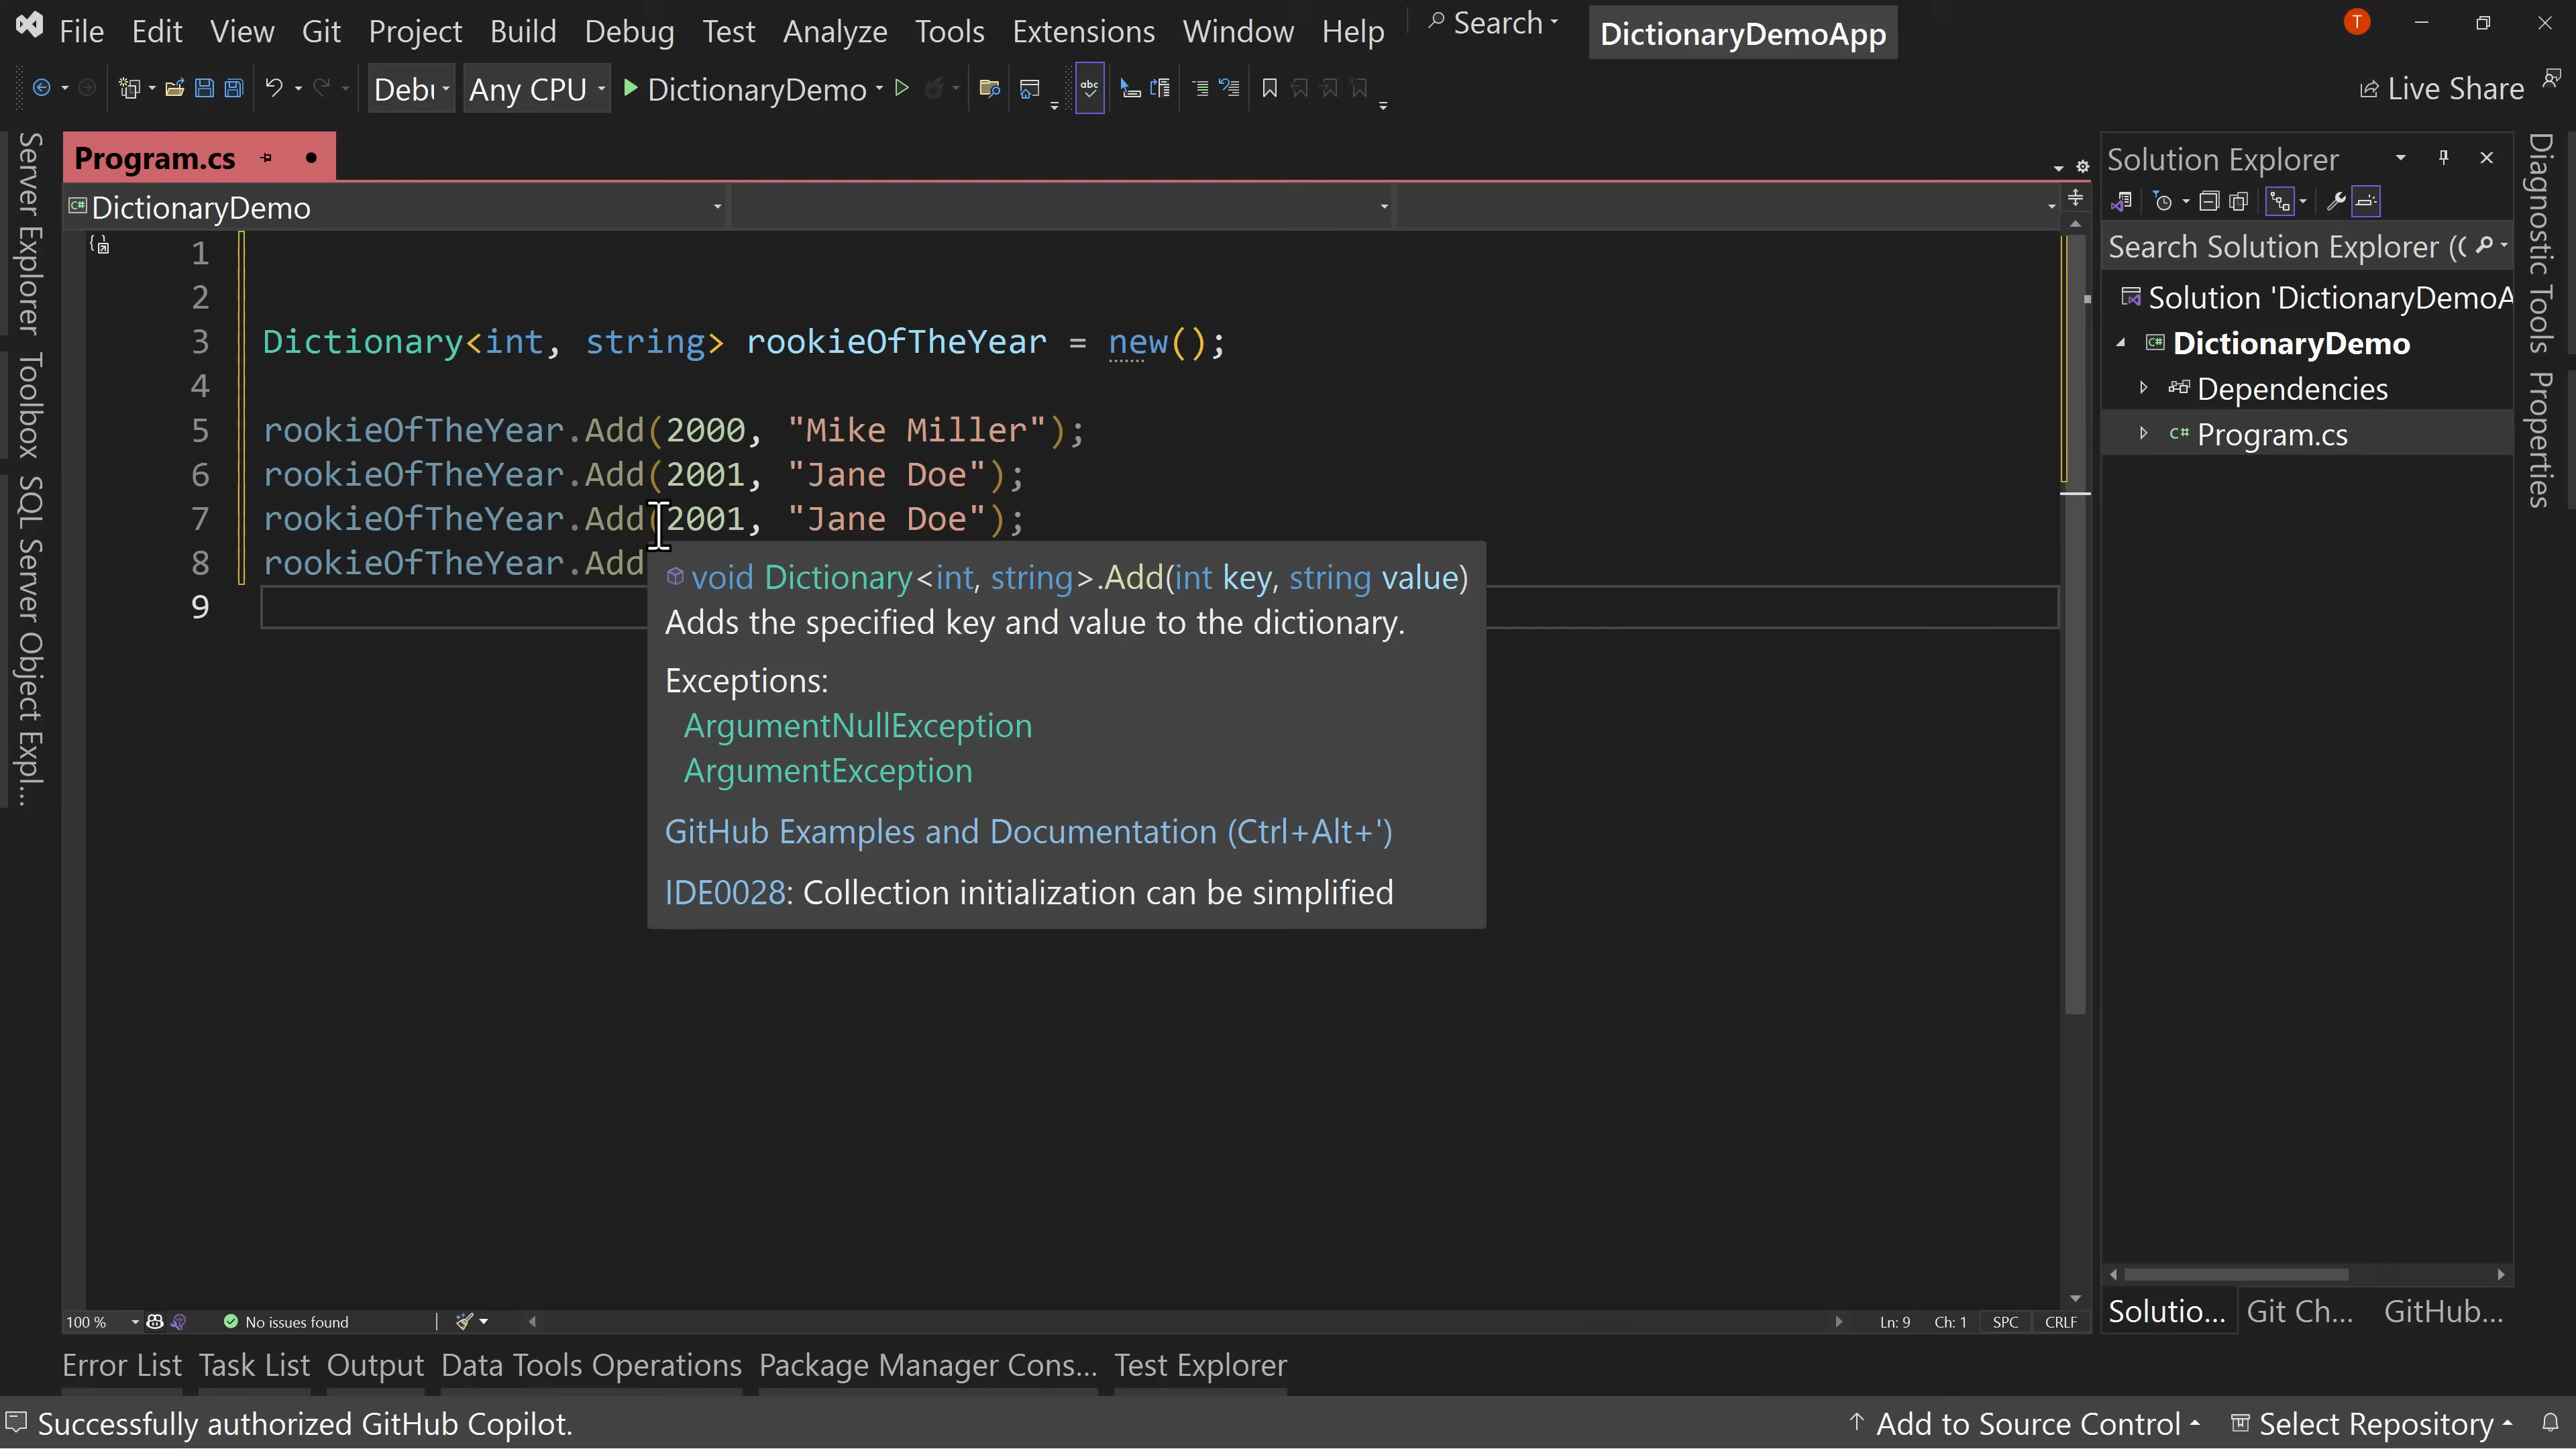 File Edit View Git Project Build Debug Test Analyze Tools Extensions Window Help Search DictionaryDemoApp T
Debu Any CPU DictionaryDemo abc Live Share
Server Explorer
Toolbox
SQL Server Object Expl...
Program.cs
C# DictionaryDemo
1
2
3 Dictionary<int, string> rookieOfTheYear = new();
4
5 rookieOfTheYear.Add(2000, "Mike Miller");
6 rookieOfTheYear.Add(2001, "Jane Doe");
7 rookieOfTheYear.Add(2001, "Jane Doe");
8 rookieOfTheYear.Add
9
void Dictionary<int, string>.Add(int key, string value)
Adds the specified key and value to the dictionary.
Exceptions:
ArgumentNullException
ArgumentException
GitHub Examples and Documentation (Ctrl+Alt+')
IDE0028: Collection initialization can be simplified
Solution Explorer
Search Solution Explorer ((
Solution 'DictionaryDemoA
C# DictionaryDemo
Dependencies
C# Program.cs
Diagnostic Tools
Properties
100 % No issues found Ln: 9 Ch: 1 SPC CRLF
Solutio... Git Ch... GitHub...
Error List Task List Output Data Tools Operations Package Manager Cons... Test Explorer
Successfully authorized GitHub Copilot. Add to Source Control Select Repository